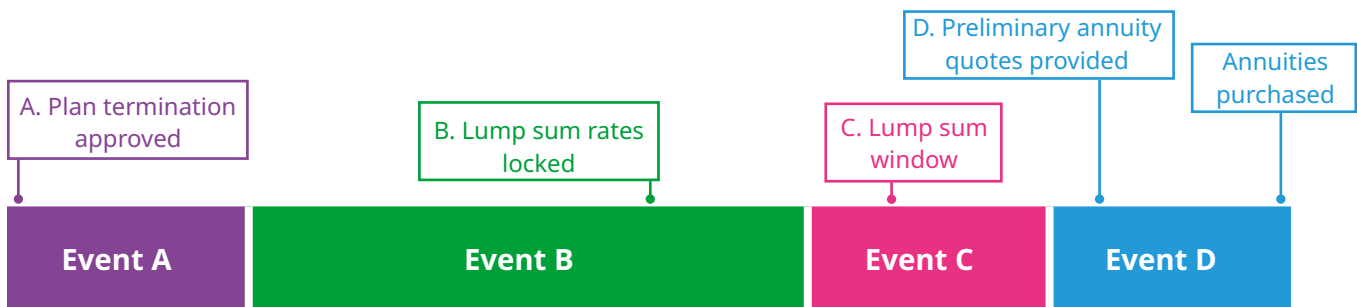 D. Preliminary annuity
quotes provided
Annuities
purchased
A. Plan termination
approved
B. Lump sum rates
locked
C. Lump sum
window
Event A
Event B
Event C
Event D